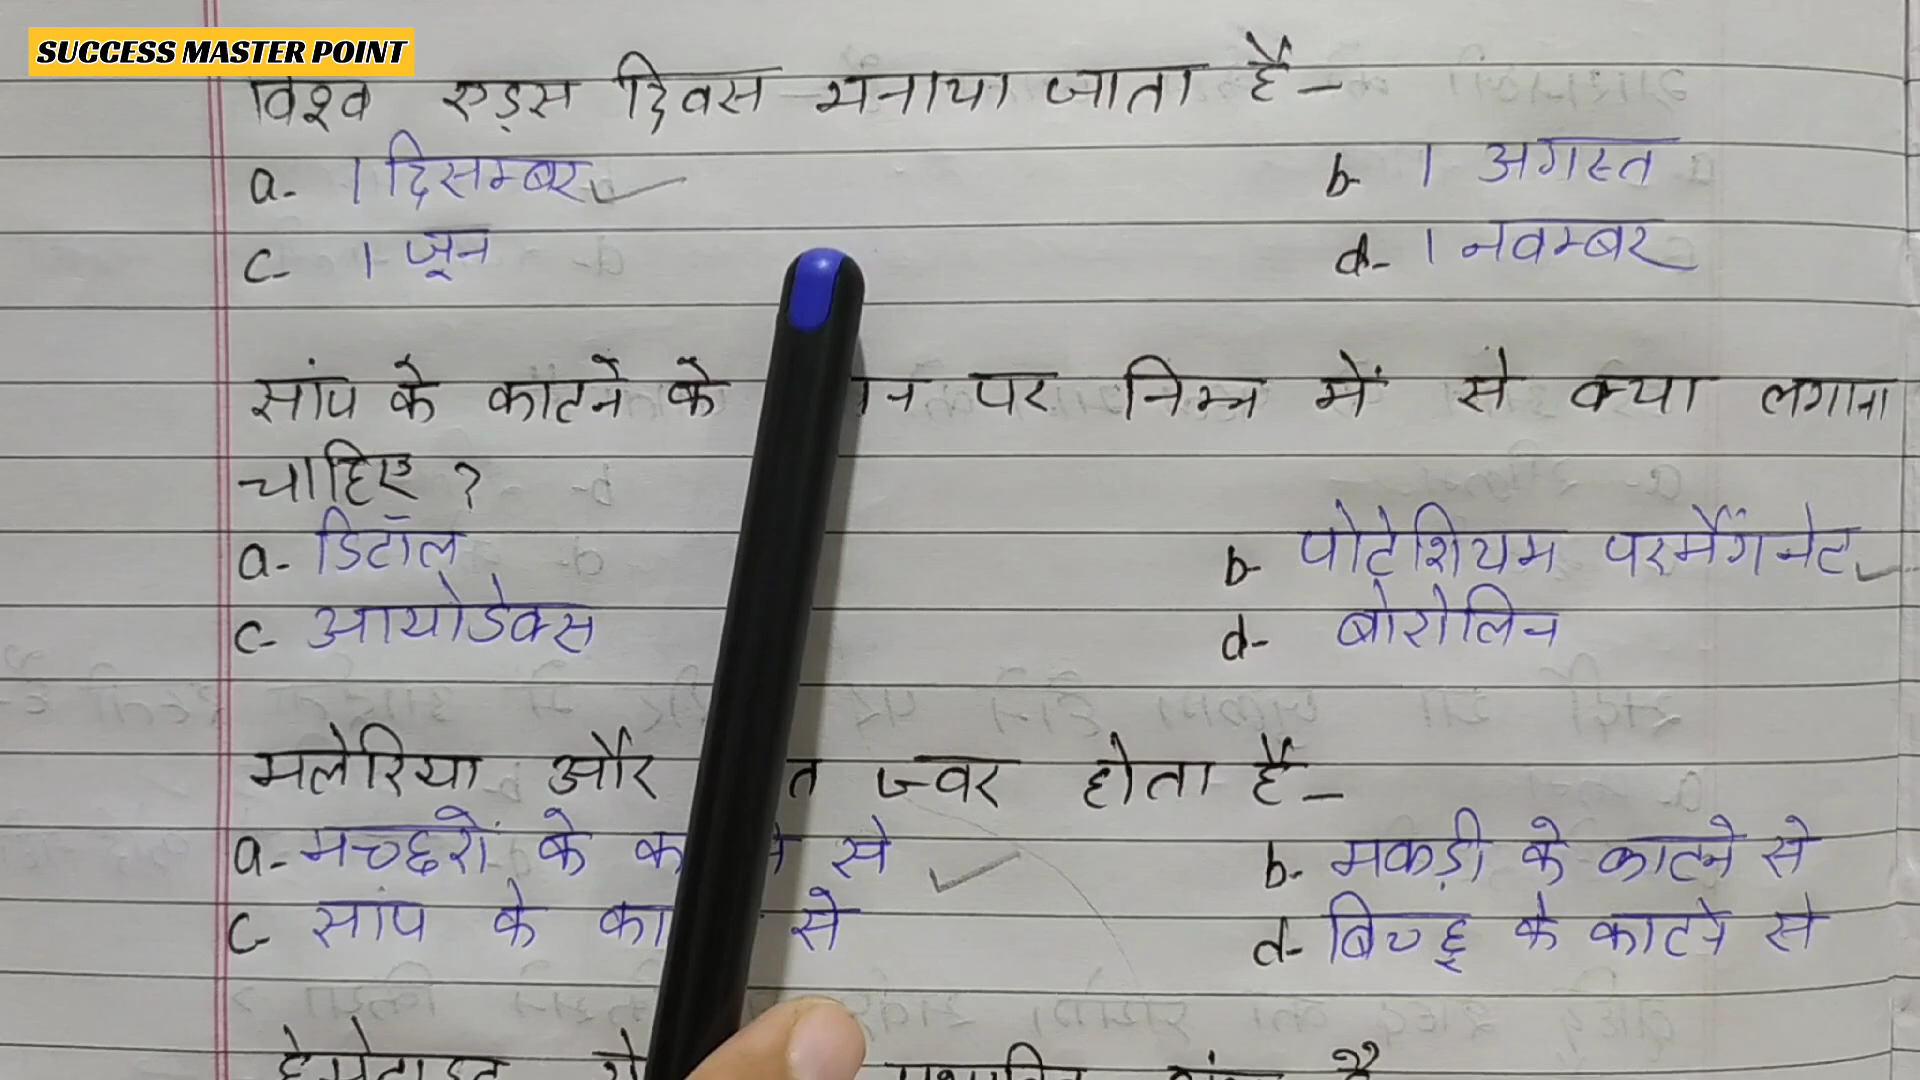 SUCCESS MASTER POINT
विश्व एड्स दिवस मनाया जाता है -
a- 1 दिसम्बर b- 1 अगस्त
c- 1 जून d- 1 नवम्बर
सांप के काटने के पर निम्न में से क्या लगाना
चाहिए ?
a- डिटॉल b- पोटेशियम परमैंगनेट
c- आयोडेक्स d- बोरोलिन
मलेरिया और ज्वर होता है -
a- मच्छरों के से b- मकड़ी के काटने से
c- सांप के से d- बिच्छू के काटने से